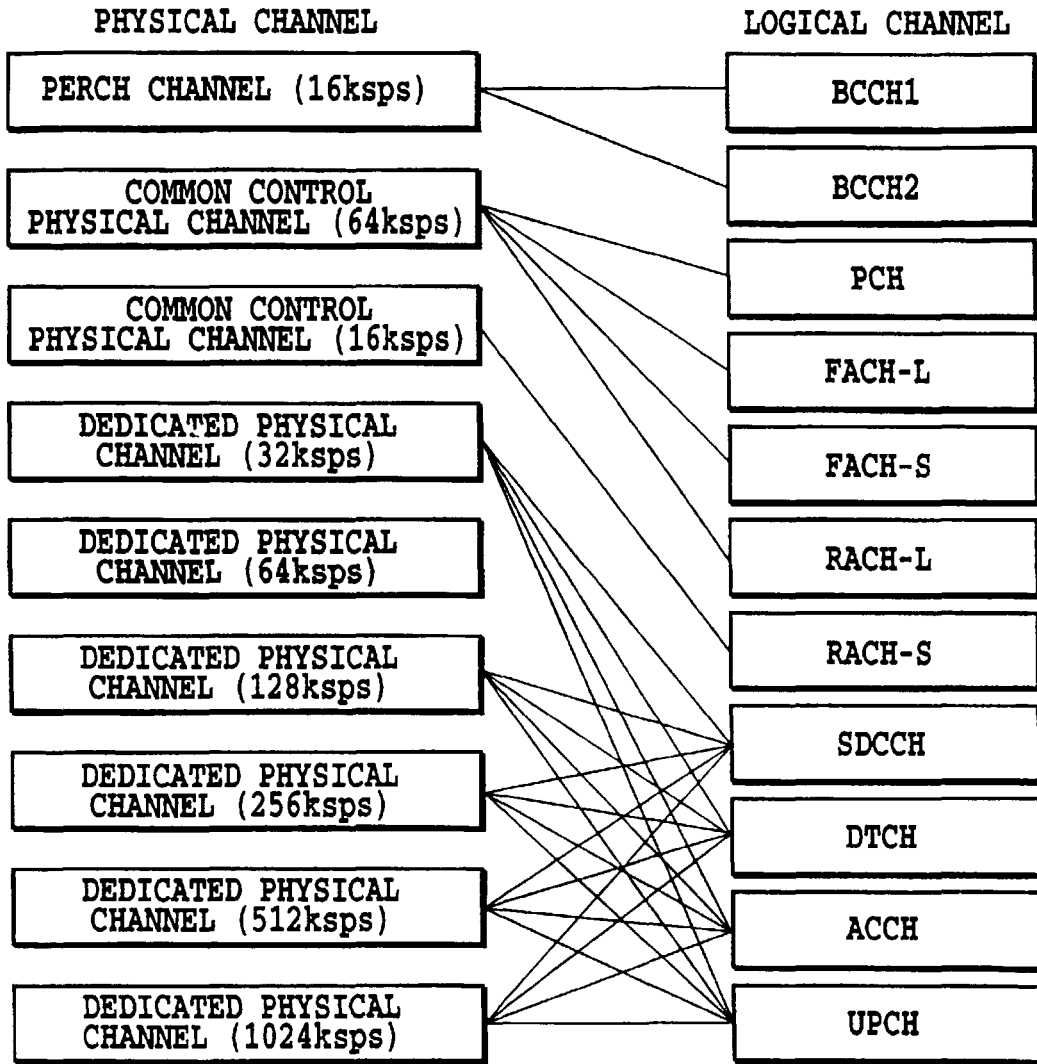 PHYSICAL CHANNEL
PERCH CHANNEL (16ksps)
COMMON CONTROL
PHYSICAL CHANNEL (64ksps)
COMMON CONTROL
PHYSICAL CHANNEL (16ksps)
DEDICATED PHYSICAL
CHANNEL (32ksps)
DEDICATED PHYSICAL
CHANNEL (64ksps)
DEDICATED PHYSICAL
CHANNEL (128ksps)
DEDICATED PHYSICAL
CHANNEL (256ksps)
DEDICATED PHYSICAL
CHANNEL (512ksps)
DEDICATED PHYSICAL
CHANNEL (1024ksps)
LOGICAL CHANNEL
BCCH1
BCCH2
PCH
FACH-L
FACH-S
RACH-L
RACH-S
SDCCH
DTCH
ACCH
UPCH